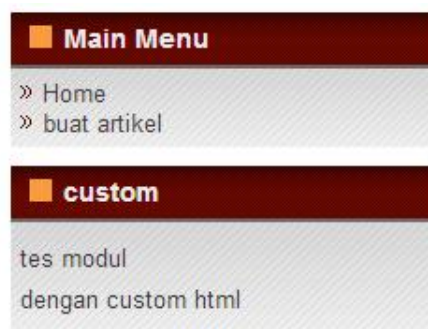 Main Menu
» Home
» buat artikel
custom
tes modul
dengan custom html